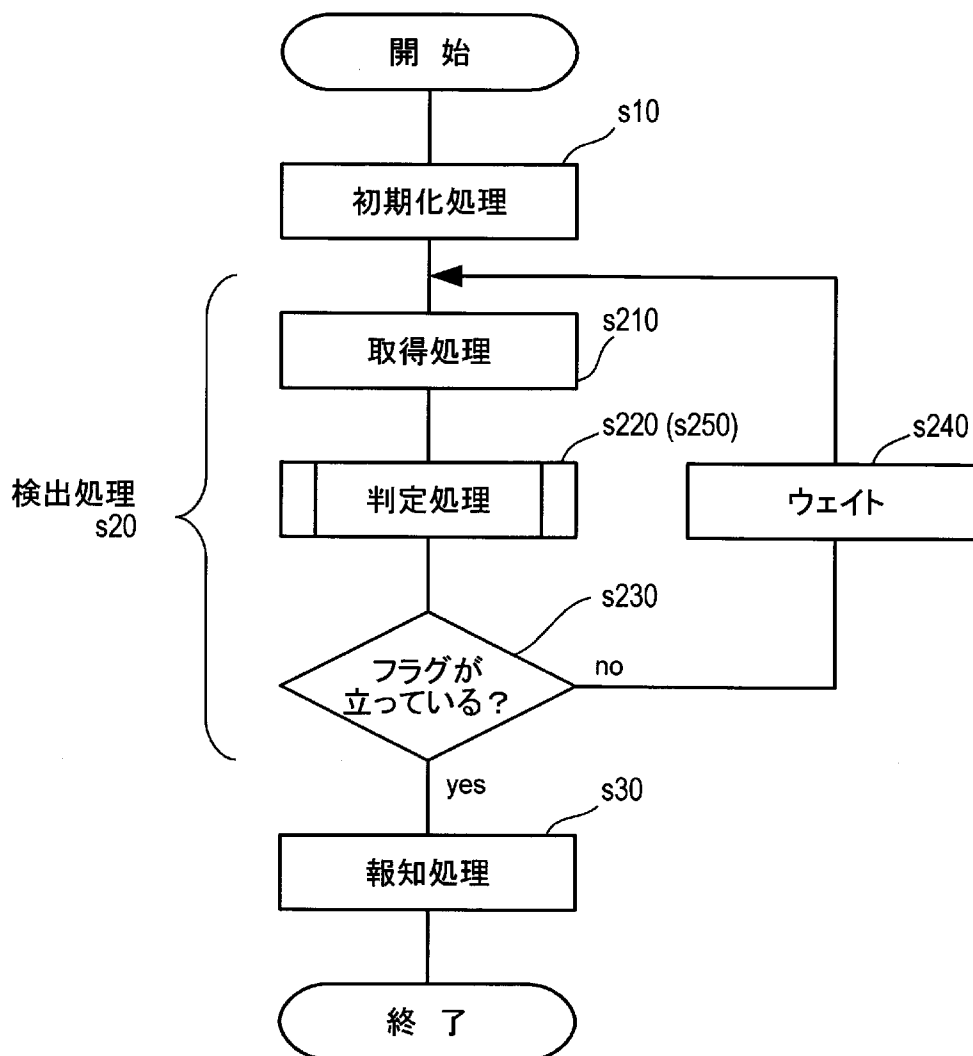 開 始
s10
初期化処理
s210
取得処理
s220 (s250)
判定処理
s240
ウェイト
検出処理
s20
s230
フラグが
立っている？
no
yes
s30
報知処理
終 了